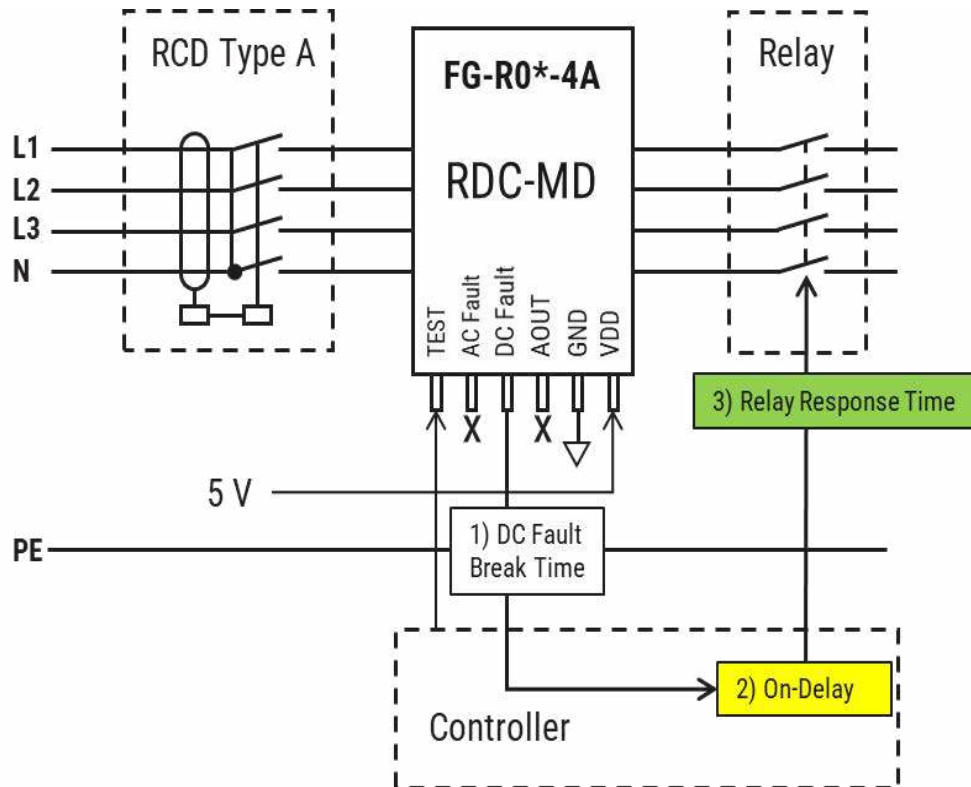 RCD Type A
FG-R0*-4A
RDC-MD
Relay
L1
L2
L3
N
TEST
AC Fault
DC Fault
AOUT
GND
VDD
X
X
3) Relay Response Time
5 V
PE
1) DC Fault
Break Time
2) On-Delay
Controller